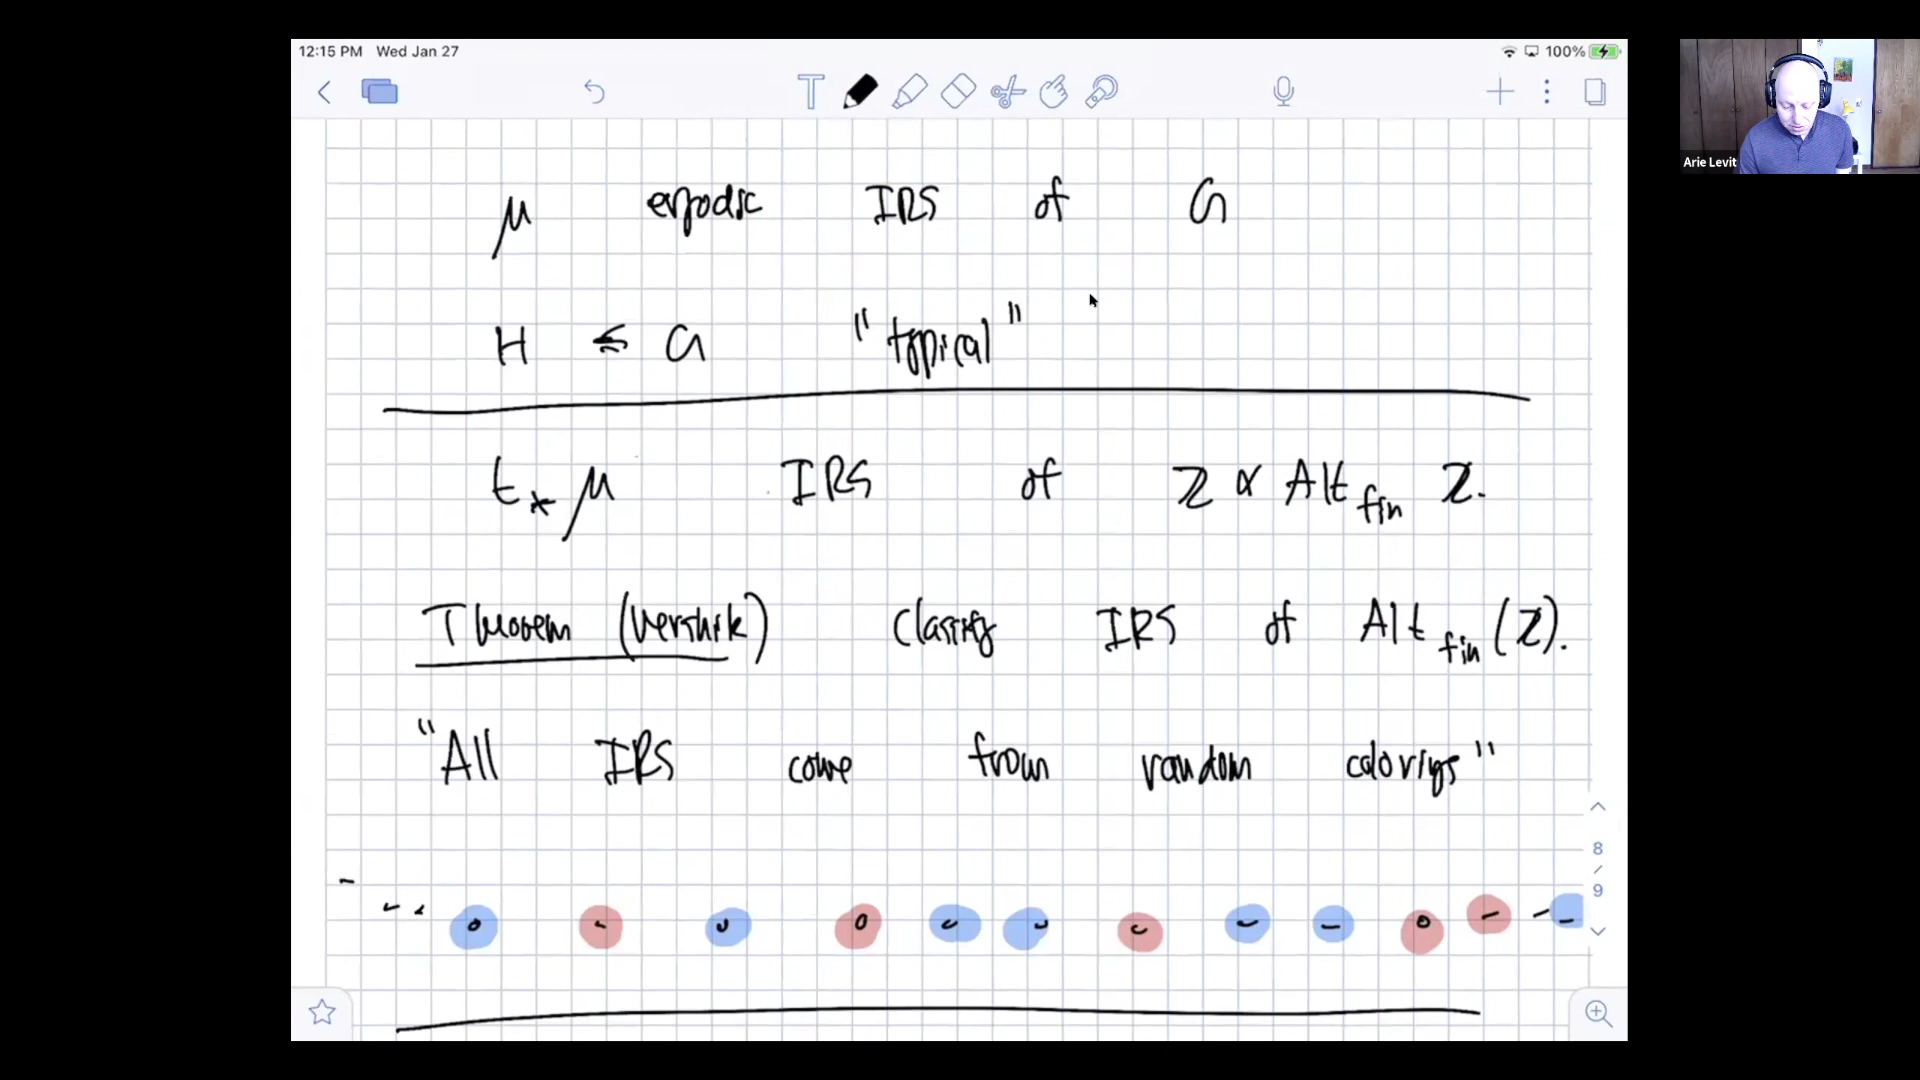 12:15 PM Wed Jan 27
100%
Arie Levit
μ ergodic IRS of G
H ≤ G "typical"
t_* μ IRS of ℤ ⋉ Alt_fin ℤ.
Theorem (Vershik) Classify IRS of Alt_fin (ℤ).
"All IRS come from random colorings"
8
/
9